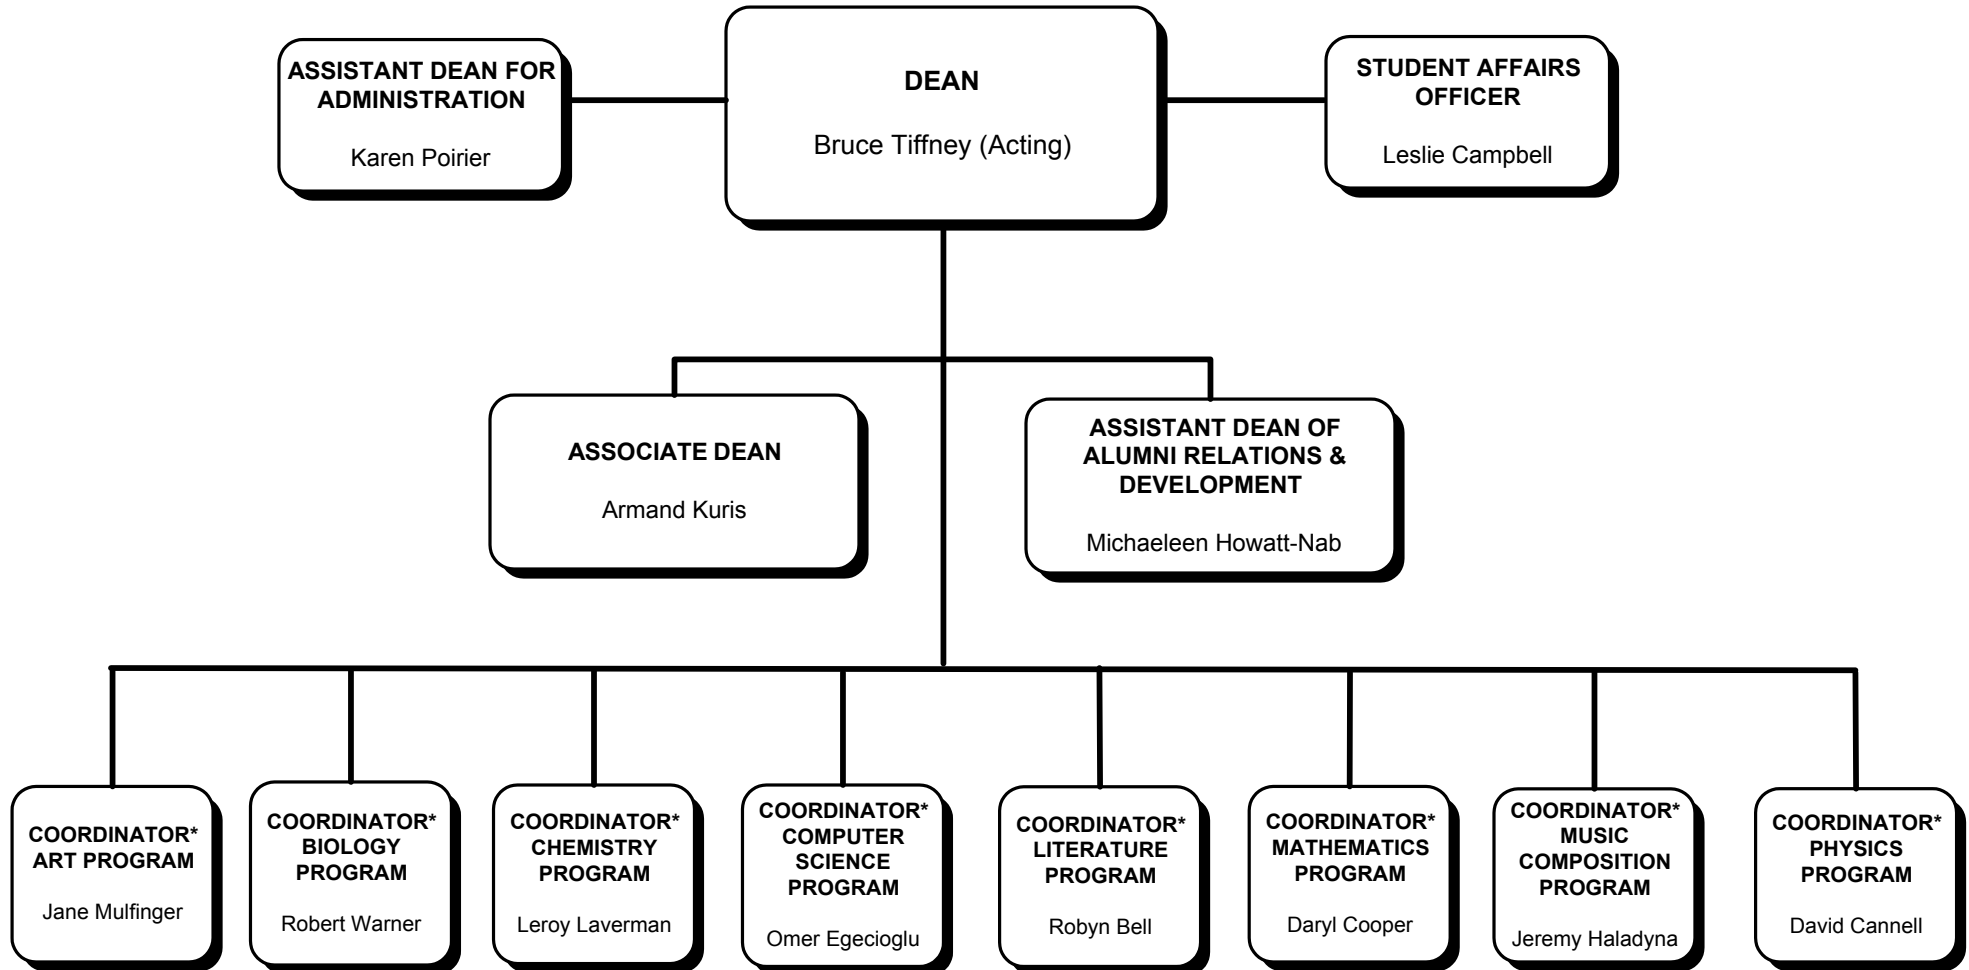 ASSISTANT DEAN FOR
ADMINISTRATION
Karen Poirier
DEAN
Bruce Tiffney (Acting)
STUDENT AFFAIRS
OFFICER
Leslie Campbell
ASSOCIATE DEAN
Armand Kuris
ASSISTANT DEAN OF
ALUMNI RELATIONS &
DEVELOPMENT
Michaeleen Howatt-Nab
COORDINATOR*
ART PROGRAM
Jane Mulfinger
COORDINATOR*
BIOLOGY
PROGRAM
Robert Warner
COORDINATOR*
CHEMISTRY
PROGRAM
Leroy Laverman
COORDINATOR*
COMPUTER
SCIENCE
PROGRAM
Omer Egecioglu
COORDINATOR*
LITERATURE
PROGRAM
Robyn Bell
COORDINATOR*
MATHEMATICS
PROGRAM
Daryl Cooper
COORDINATOR*
MUSIC
COMPOSITION
PROGRAM
Jeremy Haladyna
COORDINATOR*
PHYSICS
PROGRAM
David Cannell